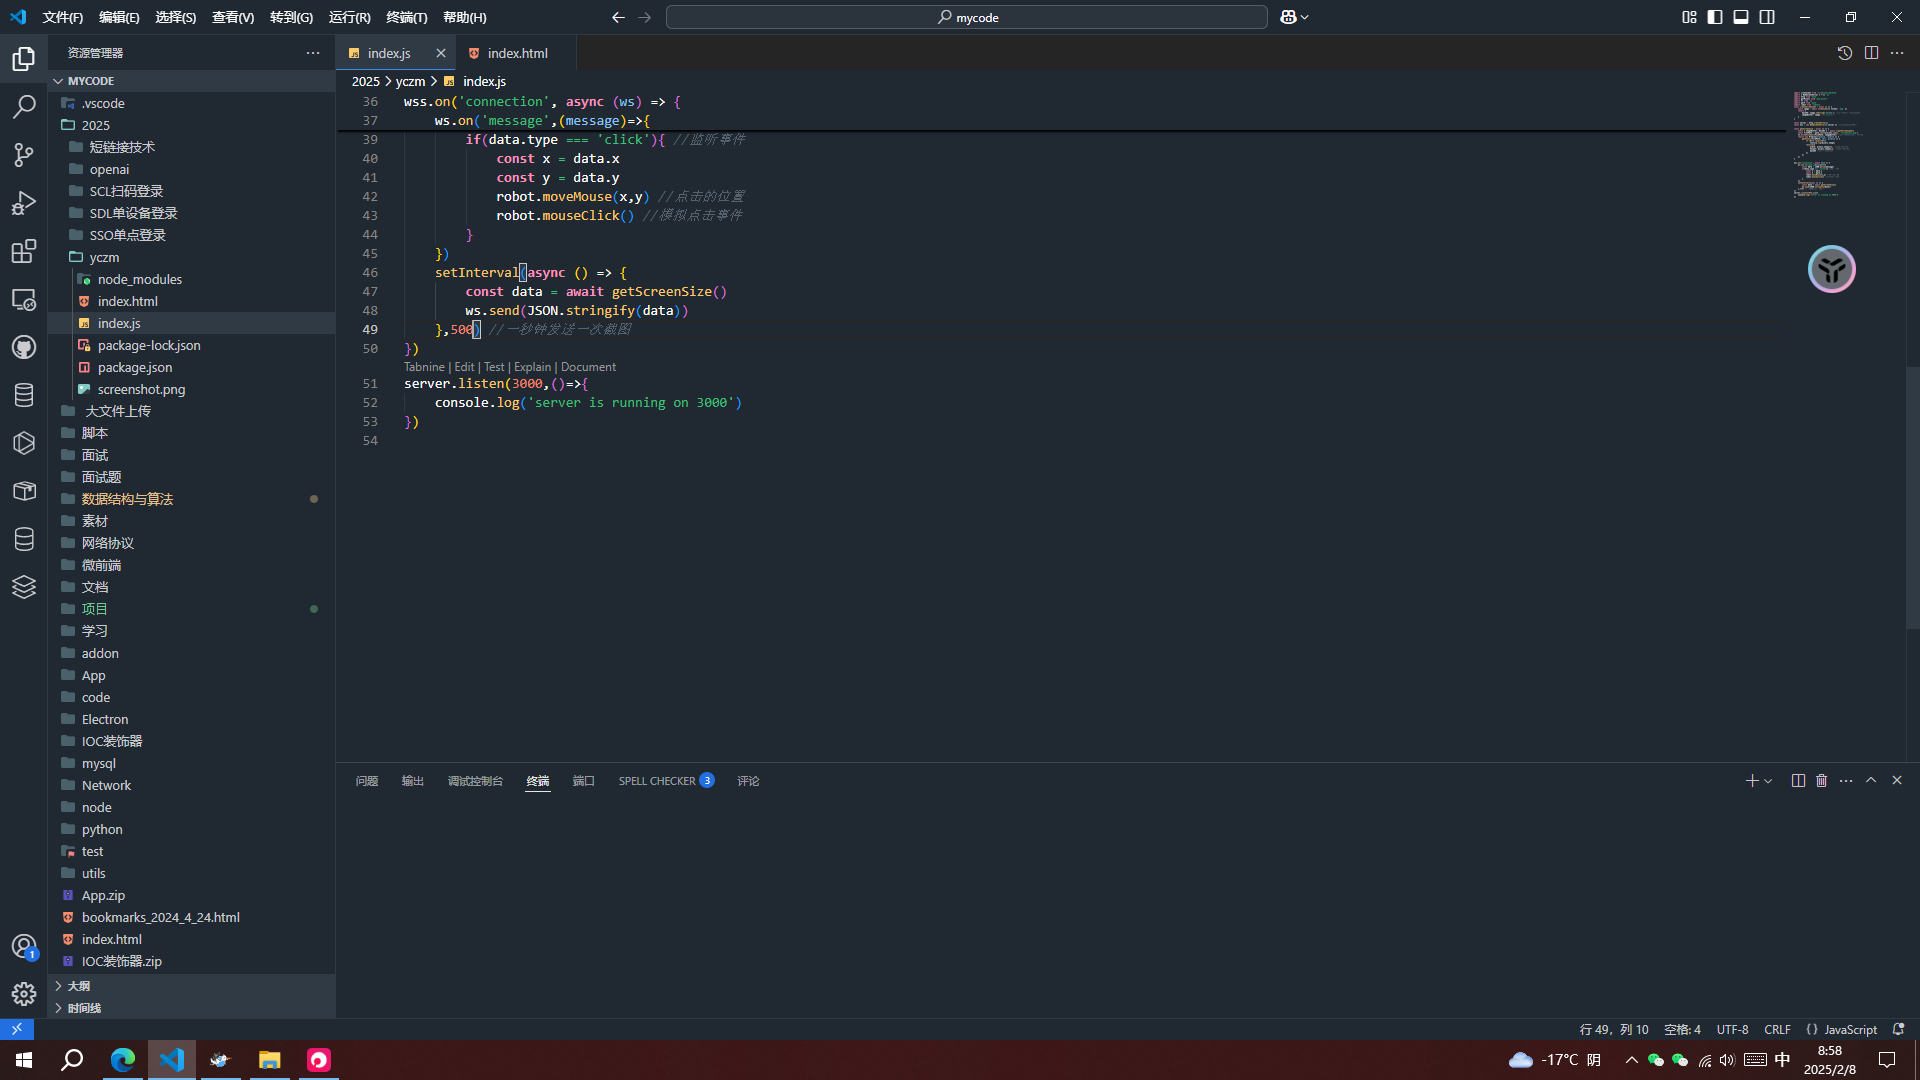 文件(F) 编辑(E) 选择(S) 查看(V) 转到(G) 运行(R) 终端(T) 帮助(H)
mycode
资源管理器
index.js
index.html
MYCODE
2025 > yczm > index.js
.vscode
2025
短链接技术
openai
SCL扫码登录
SDL单设备登录
SSO单点登录
yczm
node_modules
index.html
index.js
package-lock.json
package.json
screenshot.png
大文件上传
脚本
面试
面试题
数据结构与算法
素材
网络协议
微前端
文档
项目
学习
addon
App
code
Electron
IOC装饰器
mysql
Network
node
python
test
utils
App.zip
bookmarks_2024_4_24.html
index.html
IOC装饰器.zip
大纲
时间线
1
36 wss.on('connection', async (ws) => {
37 ws.on('message',(message)=>{
39 if(data.type === 'click'){ //监听事件
40 const x = data.x
41 const y = data.y
42 robot.moveMouse(x,y) //点击的位置
43 robot.mouseClick() //模拟点击事件
44 }
45 })
46 setInterval(async () => {
47 const data = await getScreenSize()
48 ws.send(JSON.stringify(data))
49 },500) //一秒钟发送一次截图
50 })
Tabnine | Edit | Test | Explain | Document
51 server.listen(3000,()=>{
52 console.log('server is running on 3000')
53 })
54
问题 输出 调试控制台 终端 端口 SPELL CHECKER 3 评论
行 49，列 10 空格: 4 UTF-8 CRLF {} JavaScript
-17°C 阴
中
8:58
2025/2/8